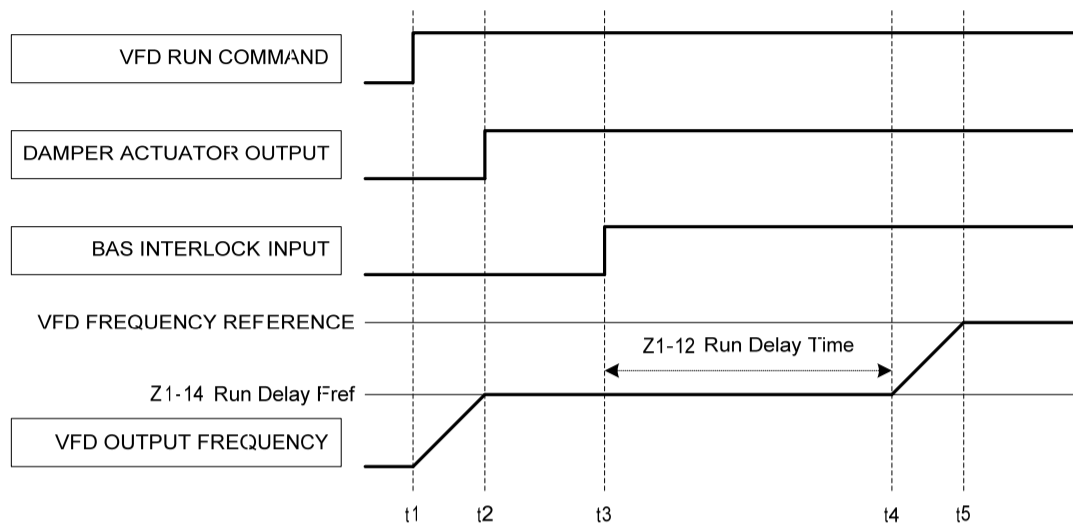 VFD RUN COMMAND
DAMPER ACTUATOR OUTPUT
BAS INTERLOCK INPUT
VFD FREQUENCY REFERENCE
Z1-12 Run Delay Time
Z1-14 Run Delay Fref
VFD OUTPUT FREQUENCY
t1 t2 t3 t4 t5